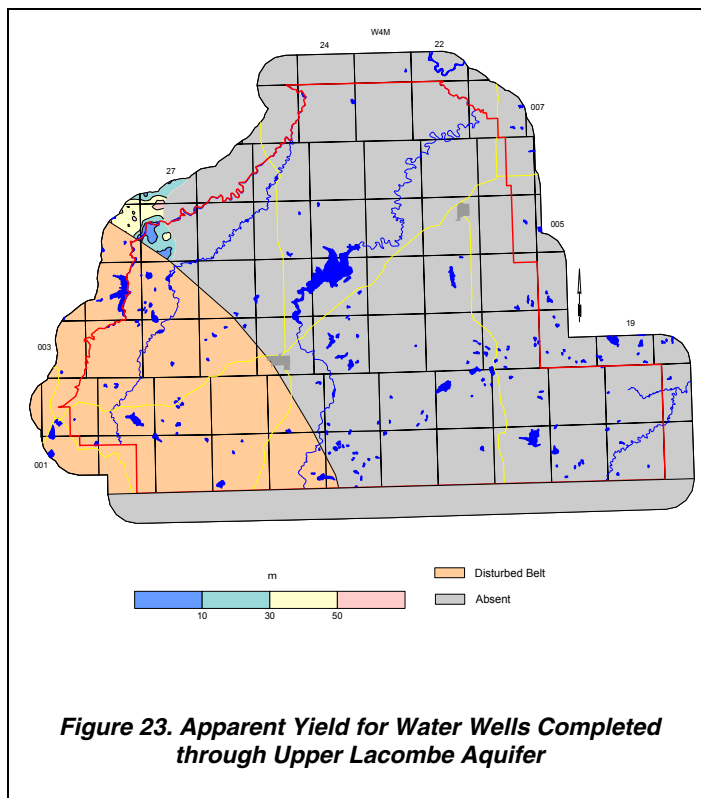 W4M
24
22
007
27
005
19
003
001
m
10
30
50
Disturbed Belt
Absent
Figure 23. Apparent Yield for Water Wells Completed
through Upper Lacombe Aquifer